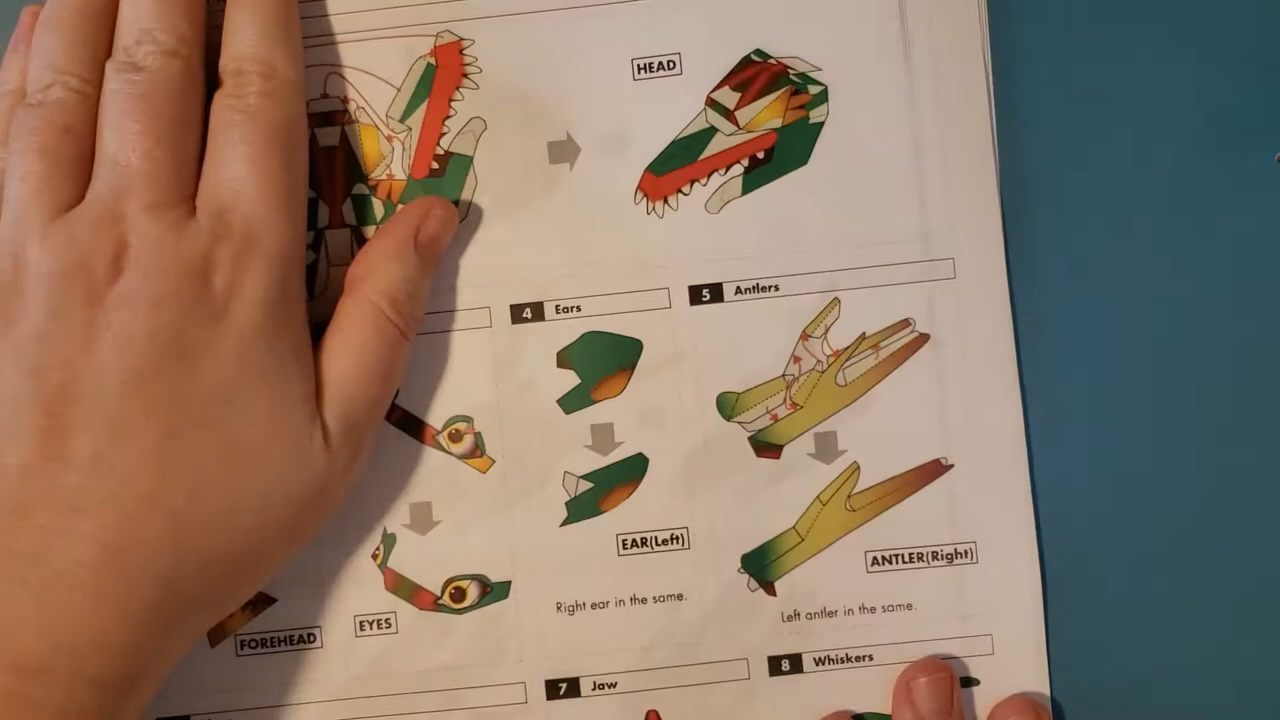 HEAD
4 Ears
5 Antlers
EAR(Left)
ANTLER(Right)
Right ear in the same.
Left antler in the same.
EYES
FOREHEAD
7 Jaw
8 Whiskers